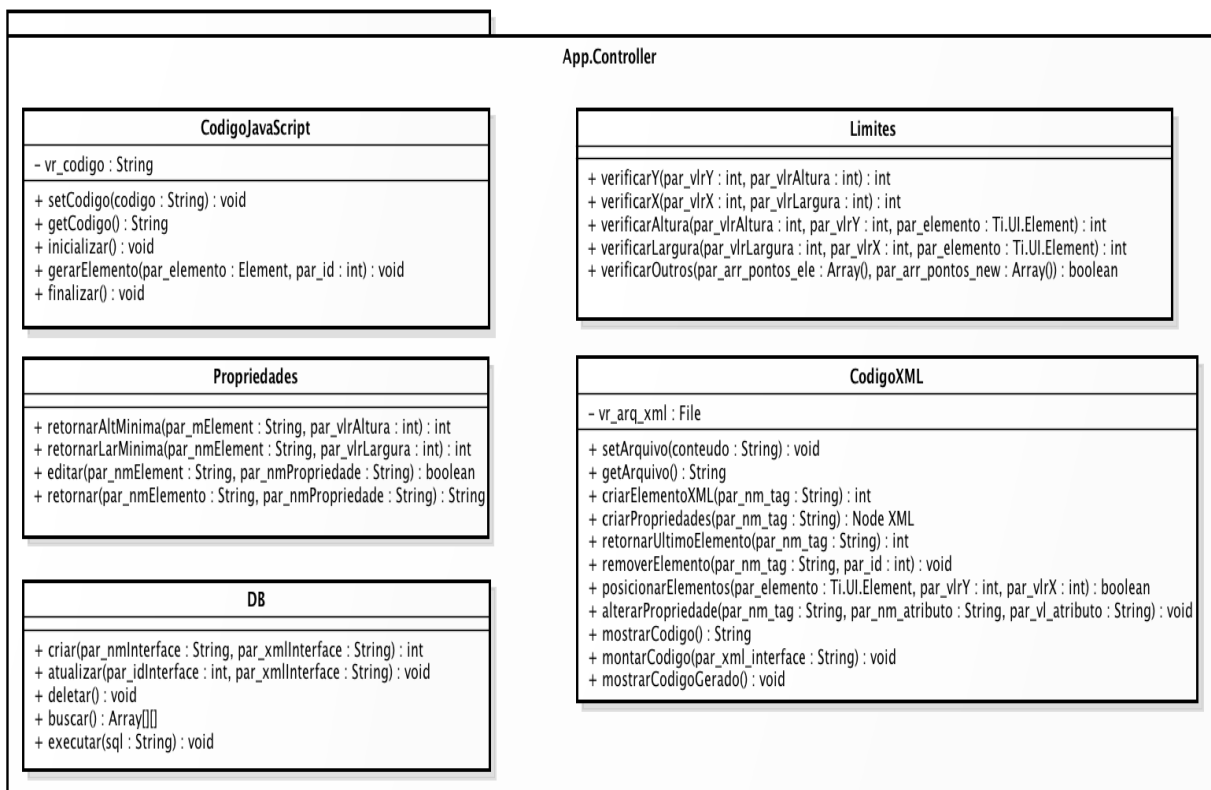 App.Controller
CodigoJavaScript
- vr_codigo : String
+ setCodigo(codigo : String) : void
+ getCodigo() : String
+ inicializar() : void
+ gerarElemento(par_elemento : Element, par_id : int) : void
+ finalizar() : void
Limites
+ verificarY(par_vlrY : int, par_vlrAltura : int) : int
+ verificarX(par_vlrX : int, par_vlrLargura : int) : int
+ verificarAltura(par_vlrAltura : int, par_vlrY : int, par_elemento : Ti.UI.Element) : int
+ verificarLargura(par_vlrLargura : int, par_vlrX : int, par_elemento : Ti.UI.Element) : int
+ verificarOutros(par_arr_pontos_ele : Array(), par_arr_pontos_new : Array()) : boolean
Propriedades
+ retornarAltMinima(par_mElement : String, par_vlrAltura : int) : int
+ retornarLarMinima(par_nmElement : String, par_vlrLargura : int) : int
+ editar(par_nmElement : String, par_nmPropriedade : String) : boolean
+ retornar(par_nmElemento : String, par_nmPropriedade : String) : String
CodigoXML
- vr_arq_xml : File
+ setArquivo(conteudo : String) : void
+ getArquivo() : String
+ criarElementoXML(par_nm_tag : String) : int
+ criarPropriedades(par_nm_tag : String) : Node XML
+ retornarUltimoElemento(par_nm_tag : String) : int
+ removerElemento(par_nm_tag : String, par_id : int) : void
+ posicionarElementos(par_elemento : Ti.UI.Element, par_vlrY : int, par_vlrX : int) : boolean
+ alterarPropriedade(par_nm_tag : String, par_nm_atributo : String, par_vl_atributo : String) : void
+ mostrarCodigo() : String
+ montarCodigo(par_xml_interface : String) : void
+ mostrarCodigoGerado() : void
DB
+ criar(par_nmInterface : String, par_xmlInterface : String) : int
+ atualizar(par_idInterface : int, par_xmlInterface : String) : void
+ deletar() : void
+ buscar() : Array[][]
+ executar(sql : String) : void